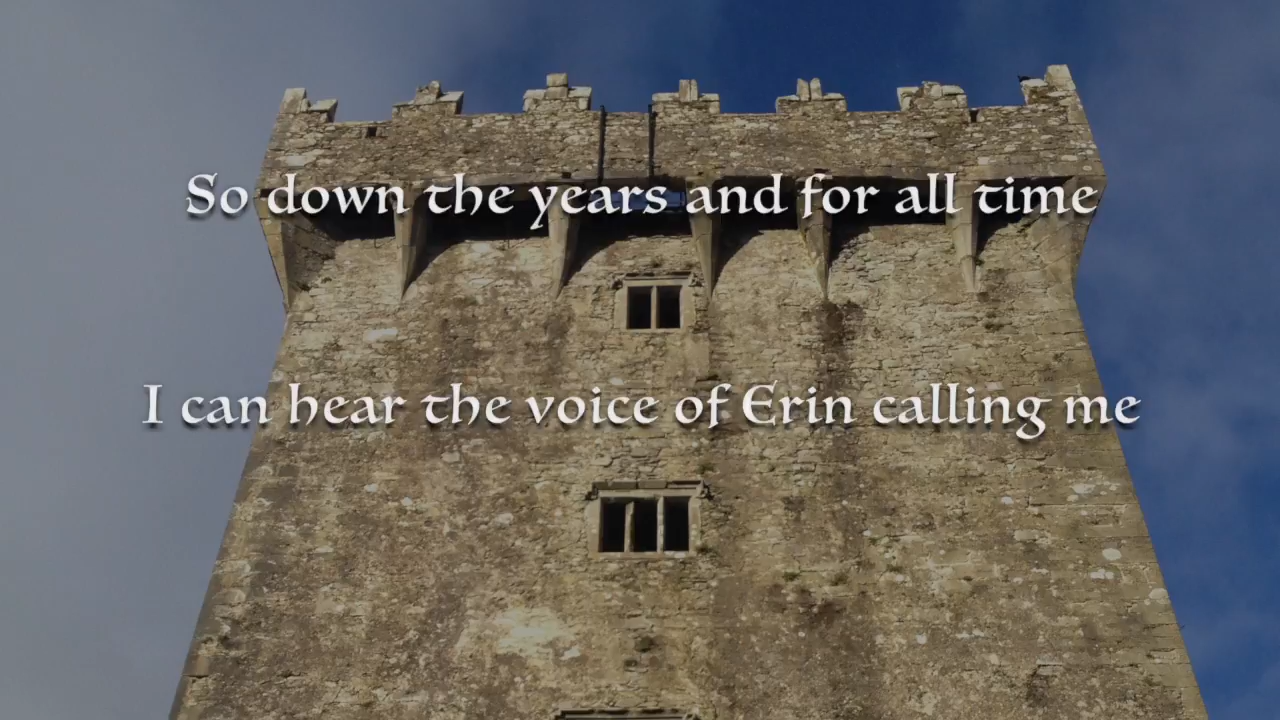 So down the years and for all time
I can hear the voice of Erin calling me